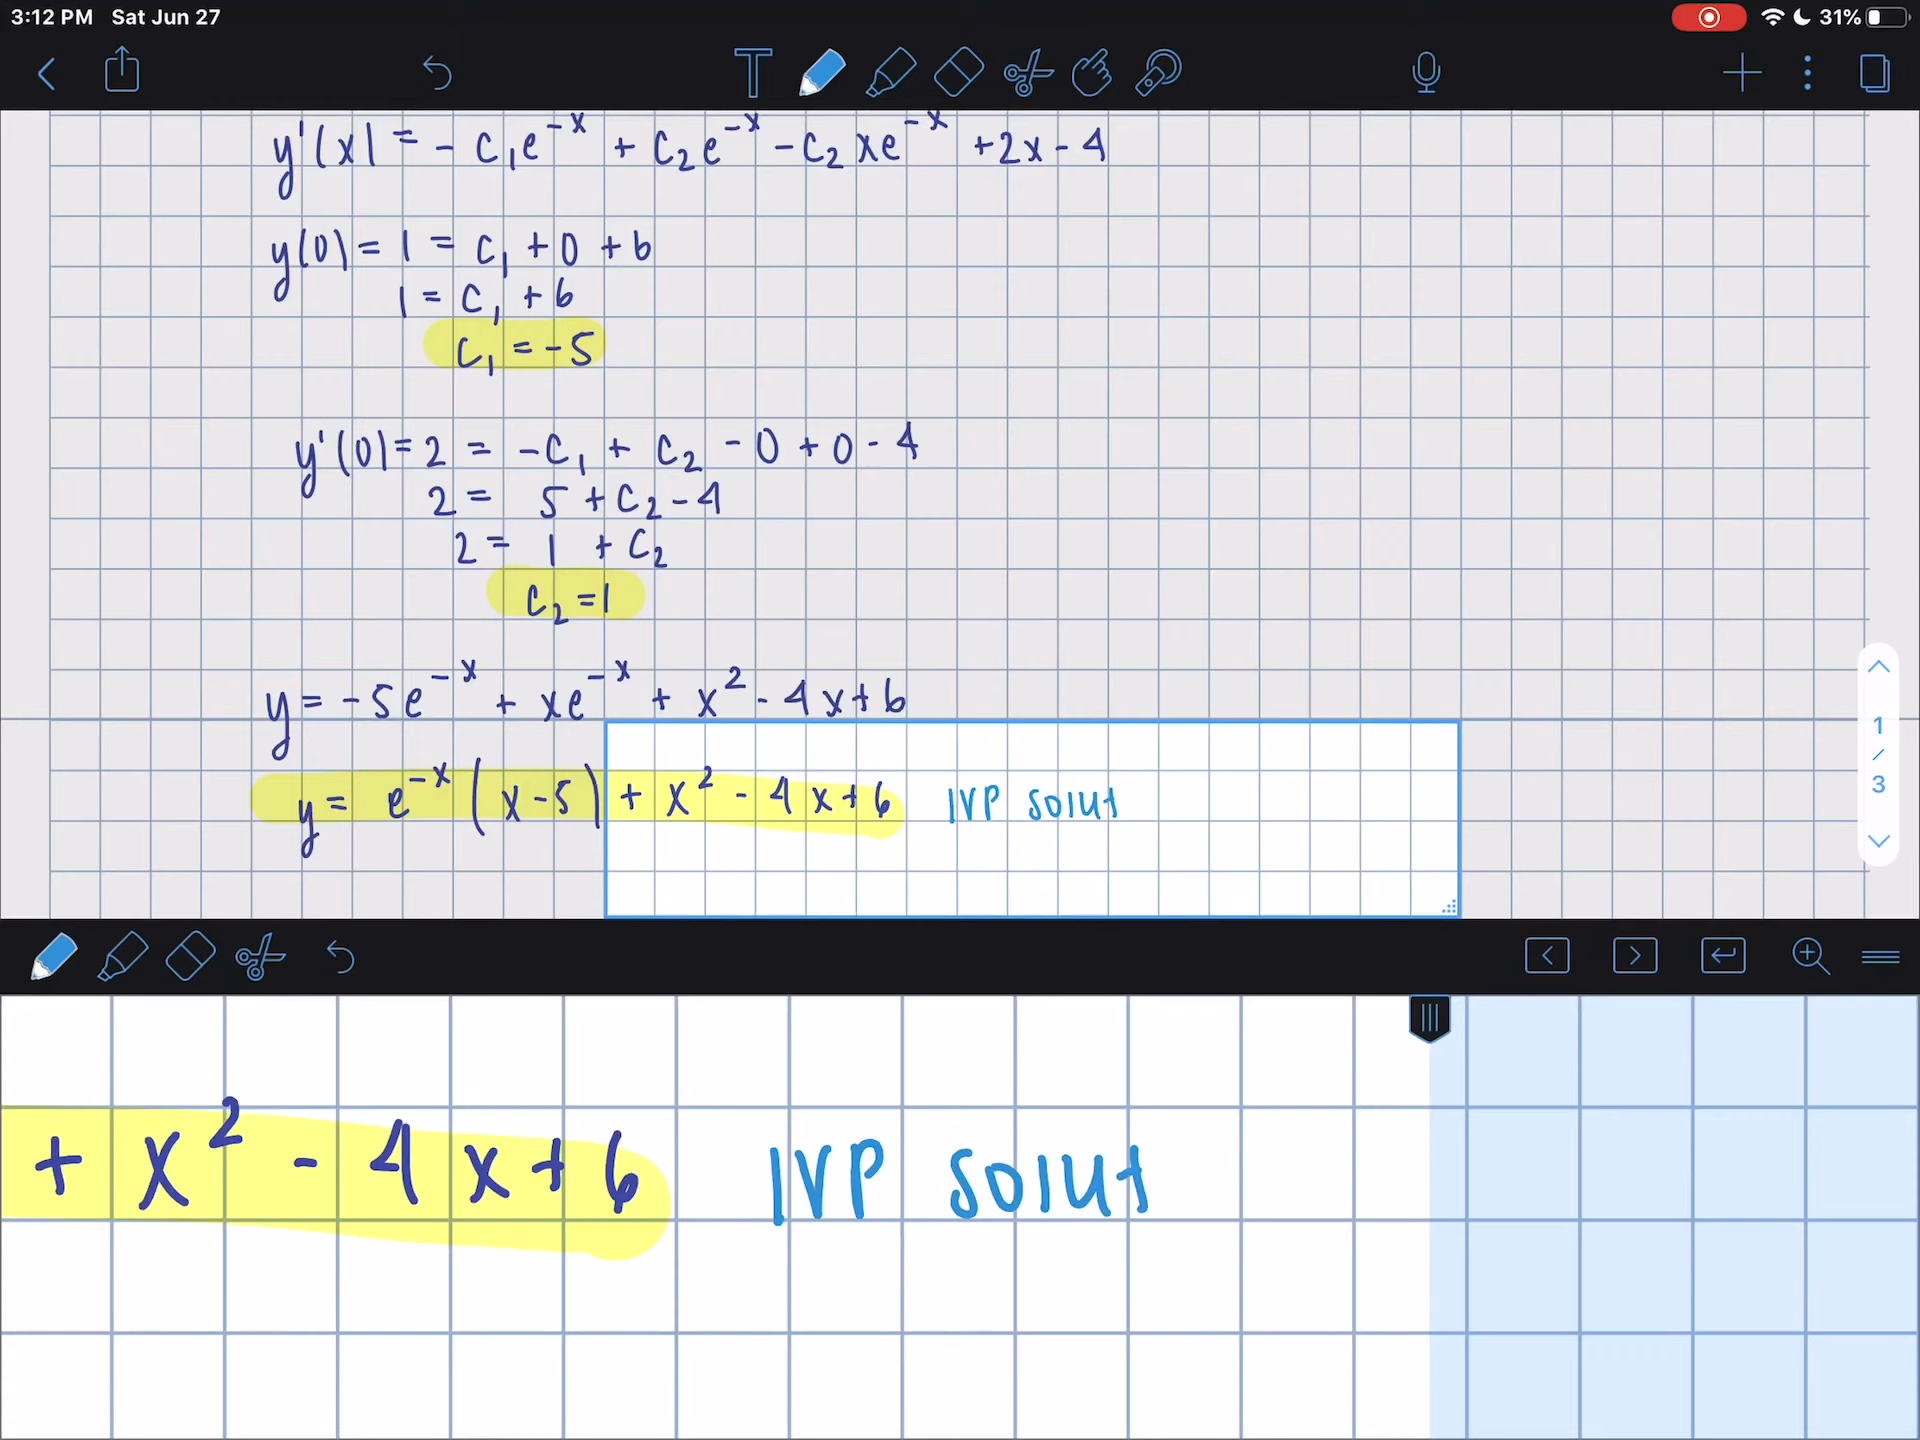 3:12 PM Sat Jun 27 31%
y'(x) = - c₁e⁻ˣ + c₂e⁻ˣ - c₂xe⁻ˣ + 2x - 4
y(0) = 1 = c₁ + 0 + 6
1 = c₁ + 6
c₁ = -5
y'(0) = 2 = -c₁ + c₂ - 0 + 0 - 4
2 = 5 + c₂ - 4
2 = 1 + c₂
c₂ = 1
y = -5e⁻ˣ + xe⁻ˣ + x² - 4x + 6
y = e⁻ˣ(x-5) + x² - 4x + 6 IVP solut
1
/
3
+ x² - 4x + 6 IVP solut